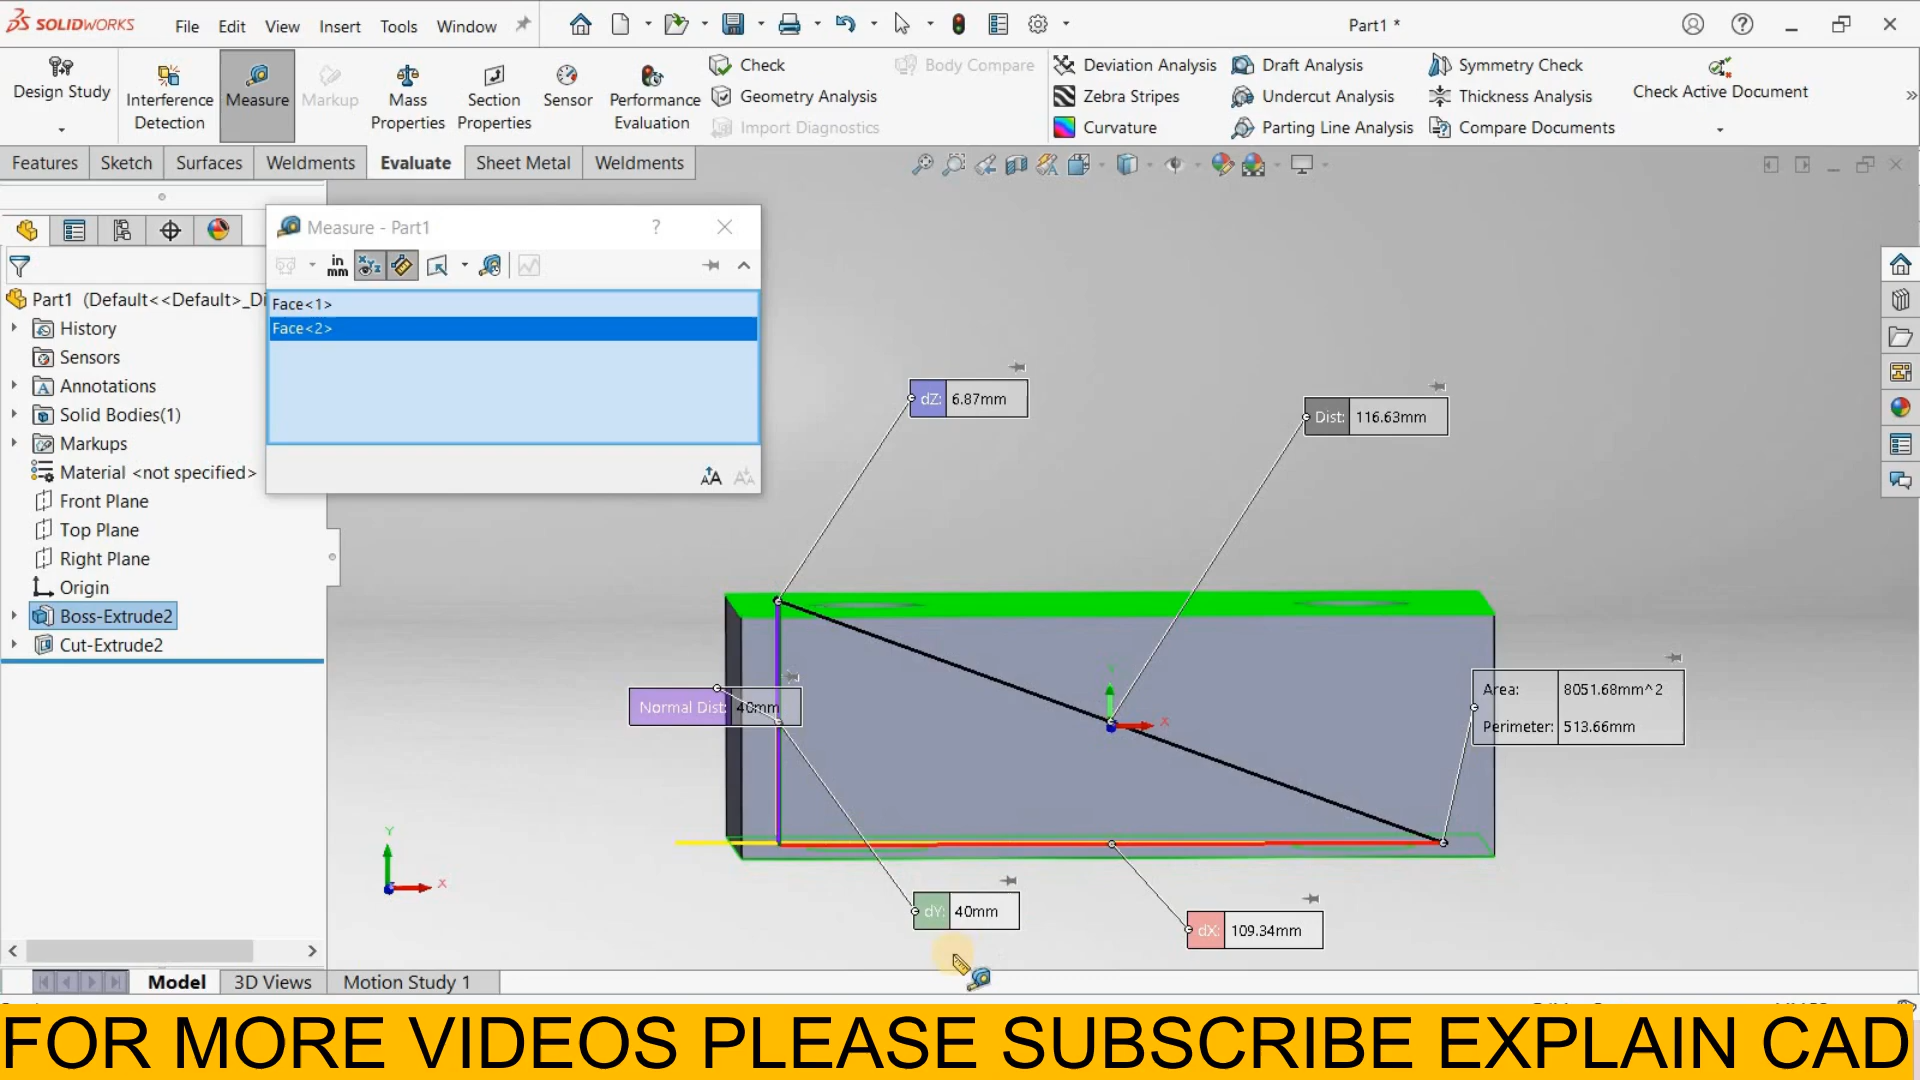 SOLIDWORKS File Edit View Insert Tools Window Part1 *
Design Study
Interference Detection
Measure
Markup
Mass Properties
Section Properties
Sensor
Performance Evaluation
Check
Geometry Analysis
Import Diagnostics
Body Compare
Deviation Analysis
Zebra Stripes
Curvature
Draft Analysis
Undercut Analysis
Parting Line Analysis
Symmetry Check
Thickness Analysis
Compare Documents
Check Active Document
Features Sketch Surfaces Weldments Evaluate Sheet Metal Weldments
Measure - Part1
in
mm
Face<1>
Face<2>
Part1 (Default<<Default>_Di
History
Sensors
Annotations
Solid Bodies(1)
Markups
Material <not specified>
Front Plane
Top Plane
Right Plane
Origin
Boss-Extrude2
Cut-Extrude2
dZ: 6.87mm
Dist: 116.63mm
Normal Dist: 40mm
Area: 8051.68mm^2
Perimeter: 513.66mm
dY: 40mm
dX: 109.34mm
Y
X
X
Model 3D Views Motion Study 1
FOR MORE VIDEOS PLEASE SUBSCRIBE EXPLAIN CAD